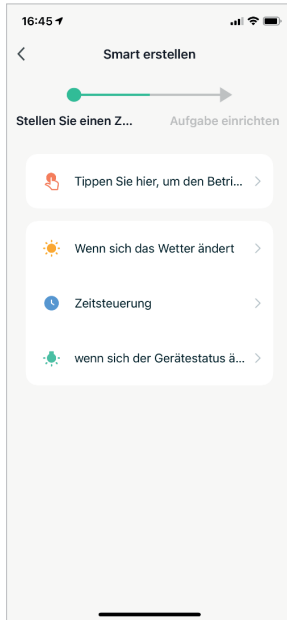 16:45
Smart erstellen
Stellen Sie einen Z...
Aufgabe einrichten
Tippen Sie hier, um den Betri...
Wenn sich das Wetter ändert
Zeitsteuerung
wenn sich der Gerätestatus ä...